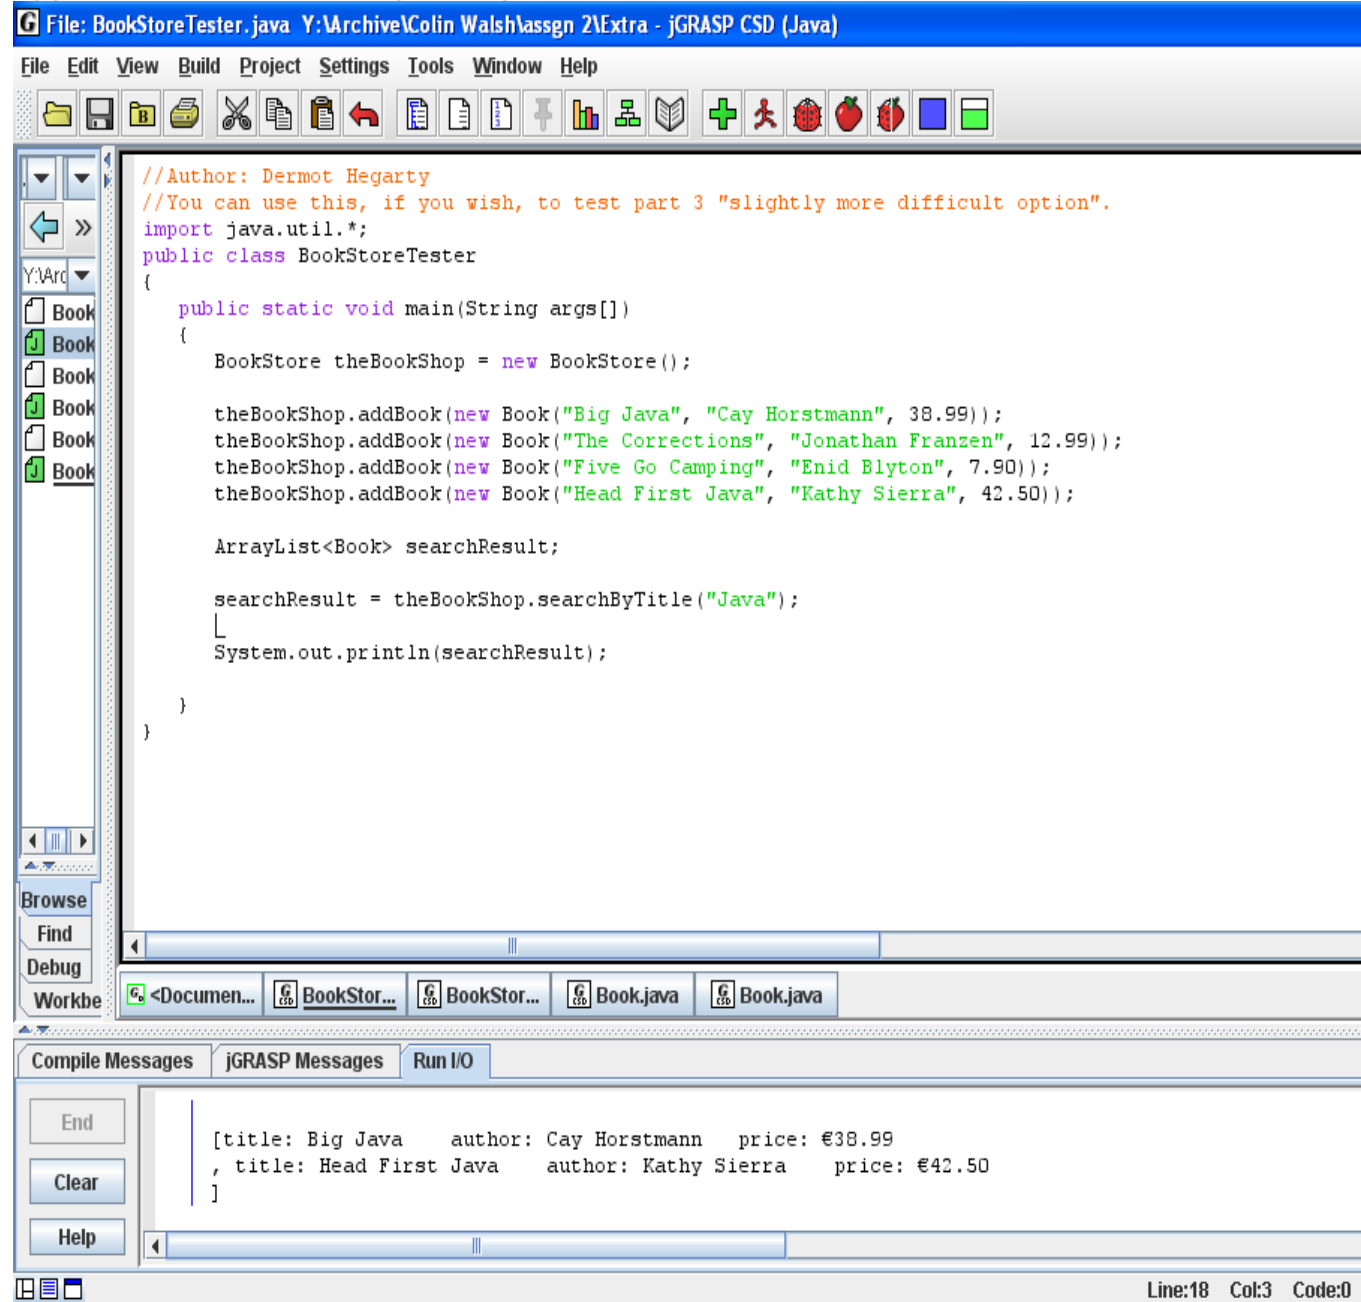 File: BookStoreTester.java  Y:\Archive\Colin Walsh\assgn 2\Extra - jGRASP CSD (Java)
File Edit View Build Project Settings Tools Window Help
//Author: Dermot Hegarty
//You can use this, if you wish, to test part 3 "slightly more difficult option".
import java.util.*;
public class BookStoreTester
{
   public static void main(String args[])
   {
      BookStore theBookShop = new BookStore();
      theBookShop.addBook(new Book("Big Java", "Cay Horstmann", 38.99));
      theBookShop.addBook(new Book("The Corrections", "Jonathan Franzen", 12.99));
      theBookShop.addBook(new Book("Five Go Camping", "Enid Blyton", 7.90));
      theBookShop.addBook(new Book("Head First Java", "Kathy Sierra", 42.50));
      ArrayList<Book> searchResult;
      searchResult = theBookShop.searchByTitle("Java");
      System.out.println(searchResult);
   }
}
Y:\Arc
Book
Book
Book
Book
Book
Book
Browse
Find
Debug
Workbe
<Documen... BookStor... BookStor... Book.java Book.java
Compile Messages jGRASP Messages Run I/O
End
Clear
Help
[title: Big Java    author: Cay Horstmann   price: €38.99
, title: Head First Java    author: Kathy Sierra    price: €42.50
]
Line:18 Col:3 Code:0